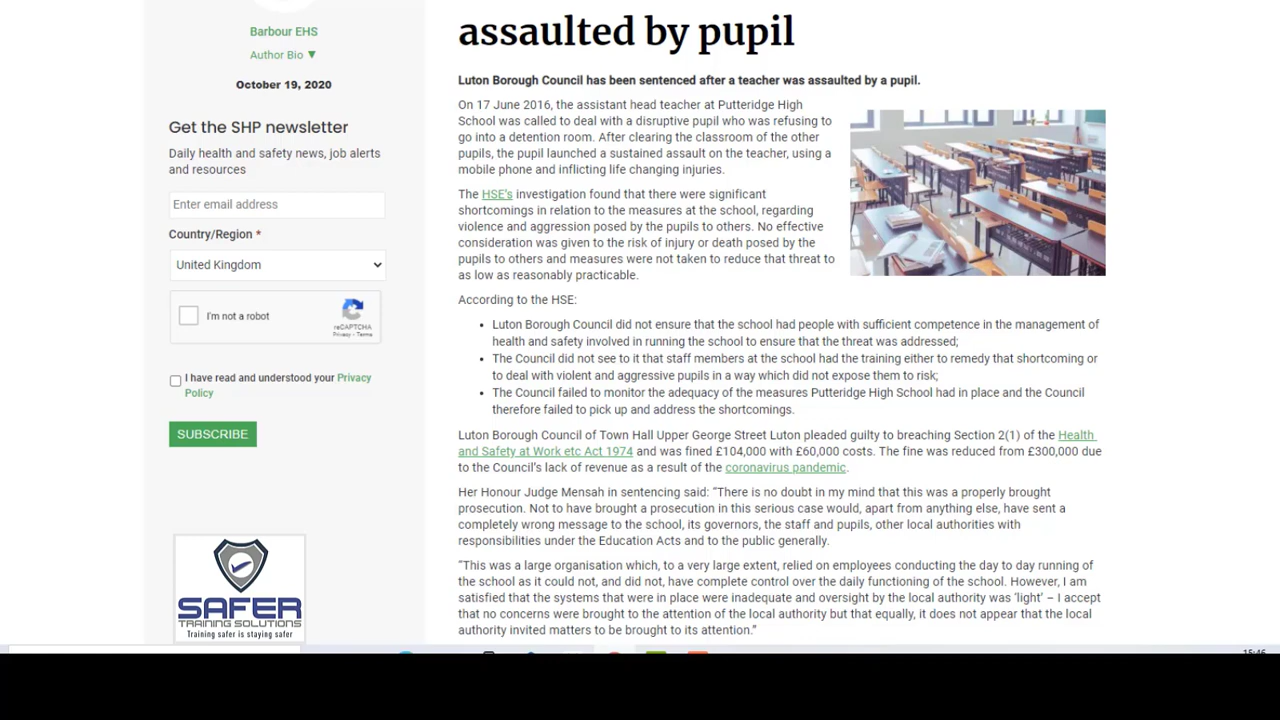 assaulted by pupil
Barbour EHS
Author Bio ▼
October 19, 2020
Get the SHP newsletter
Daily health and safety news, job alerts
and resources
Enter email address
Country/Region *
United Kingdom
I'm not a robot
reCAPTCHA
Privacy - Terms
I have read and understood your Privacy
Policy
SUBSCRIBE
SAFER
TRAINING SOLUTIONS
Training safer is staying safer
Luton Borough Council has been sentenced after a teacher was assaulted by a pupil.
On 17 June 2016, the assistant head teacher at Putteridge High
School was called to deal with a disruptive pupil who was refusing to
go into a detention room. After clearing the classroom of the other
pupils, the pupil launched a sustained assault on the teacher, using a
mobile phone and inflicting life changing injuries.
The HSE's investigation found that there were significant
shortcomings in relation to the measures at the school, regarding
violence and aggression posed by the pupils to others. No effective
consideration was given to the risk of injury or death posed by the
pupils to others and measures were not taken to reduce that threat to
as low as reasonably practicable.
According to the HSE:
• Luton Borough Council did not ensure that the school had people with sufficient competence in the management of
health and safety involved in running the school to ensure that the threat was addressed;
• The Council did not see to it that staff members at the school had the training either to remedy that shortcoming or
to deal with violent and aggressive pupils in a way which did not expose them to risk;
• The Council failed to monitor the adequacy of the measures Putteridge High School had in place and the Council
therefore failed to pick up and address the shortcomings.
Luton Borough Council of Town Hall Upper George Street Luton pleaded guilty to breaching Section 2(1) of the Health
and Safety at Work etc Act 1974 and was fined £104,000 with £60,000 costs. The fine was reduced from £300,000 due
to the Council's lack of revenue as a result of the coronavirus pandemic.
Her Honour Judge Mensah in sentencing said: “There is no doubt in my mind that this was a properly brought
prosecution. Not to have brought a prosecution in this serious case would, apart from anything else, have sent a
completely wrong message to the school, its governors, the staff and pupils, other local authorities with
responsibilities under the Education Acts and to the public generally.
“This was a large organisation which, to a very large extent, relied on employees conducting the day to day running of
the school as it could not, and did not, have complete control over the daily functioning of the school. However, I am
satisfied that the systems that were in place were inadequate and oversight by the local authority was ‘light’ – I accept
that no concerns were brought to the attention of the local authority but that equally, it does not appear that the local
authority invited matters to be brought to its attention.”
15:46